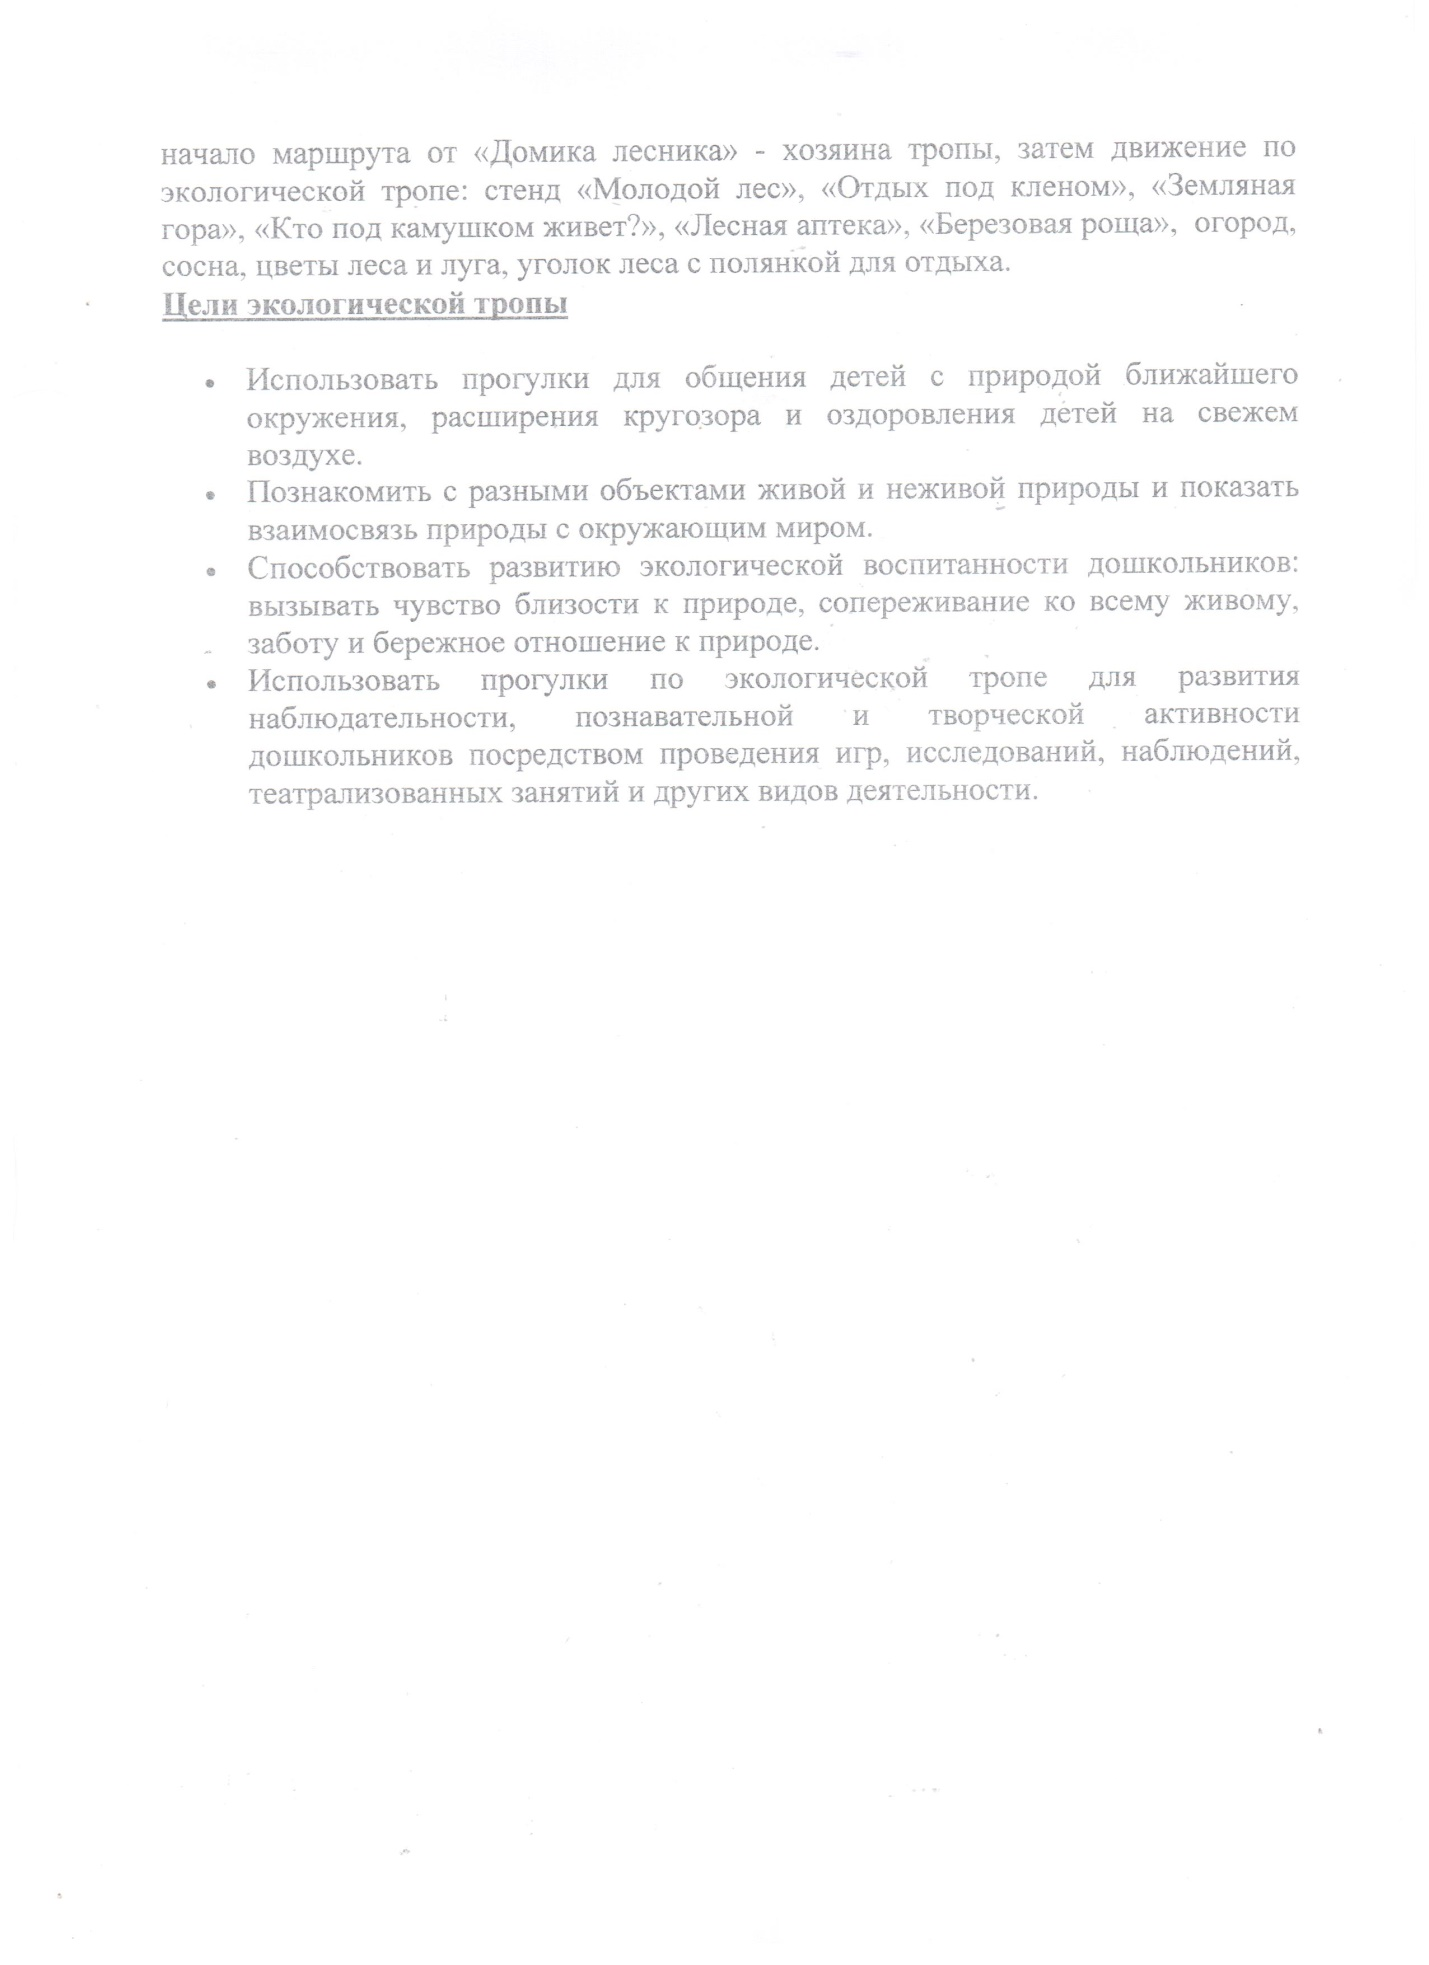 начало маршрута от «Домика лесника» - хозяина тропы, затем движение по
экологической тропе: стенд «Молодой лес», «Отдых под кленом», «Земляная
гора», «Кто под камушком живет?», «Лесная аптека», «Березовая роща», огород,
сосна, цветы леса и луга, уголок леса с полянкой для отдыха.
Цели экологической тропы
• Использовать прогулки для общения детей с природой ближайшего
окружения, расширения кругозора и оздоровления детей на свежем
воздухе.
• Познакомить с разными объектами живой и неживой природы и показать
взаимосвязь природы с окружающим миром.
• Способствовать развитию экологической воспитанности дошкольников:
вызывать чувство близости к природе, сопереживание ко всему живому,
заботу и бережное отношение к природе.
• Использовать прогулки по экологической тропе для развития
наблюдательности, познавательной и творческой активности
дошкольников посредством проведения игр, исследований, наблюдений,
театрализованных занятий и других видов деятельности.